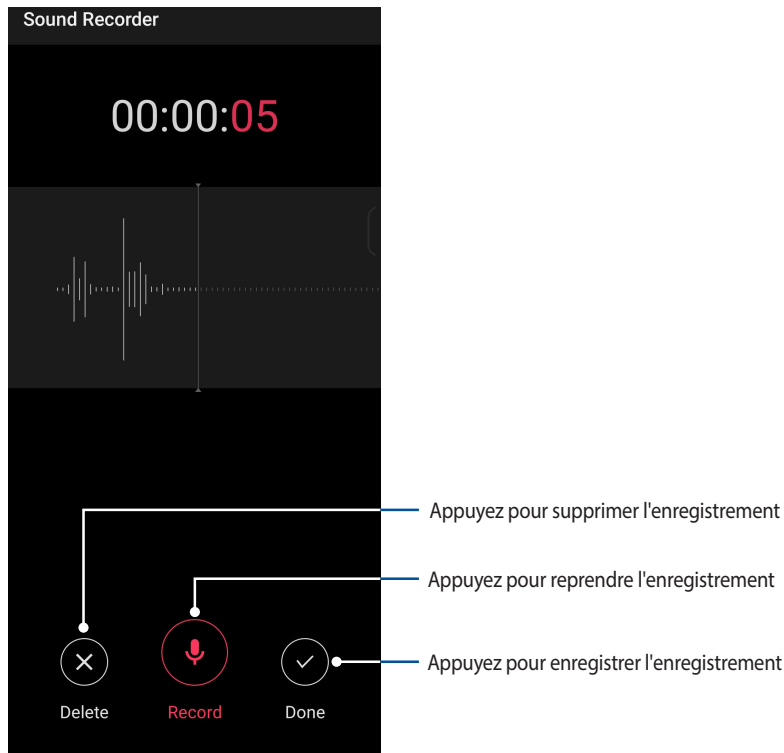 Sound Recorder
00:00:05
Appuyez pour supprimer l'enregistrement
Appuyez pour reprendre l'enregistrement
Appuyez pour enregistrer l'enregistrement
Delete
Record
Done